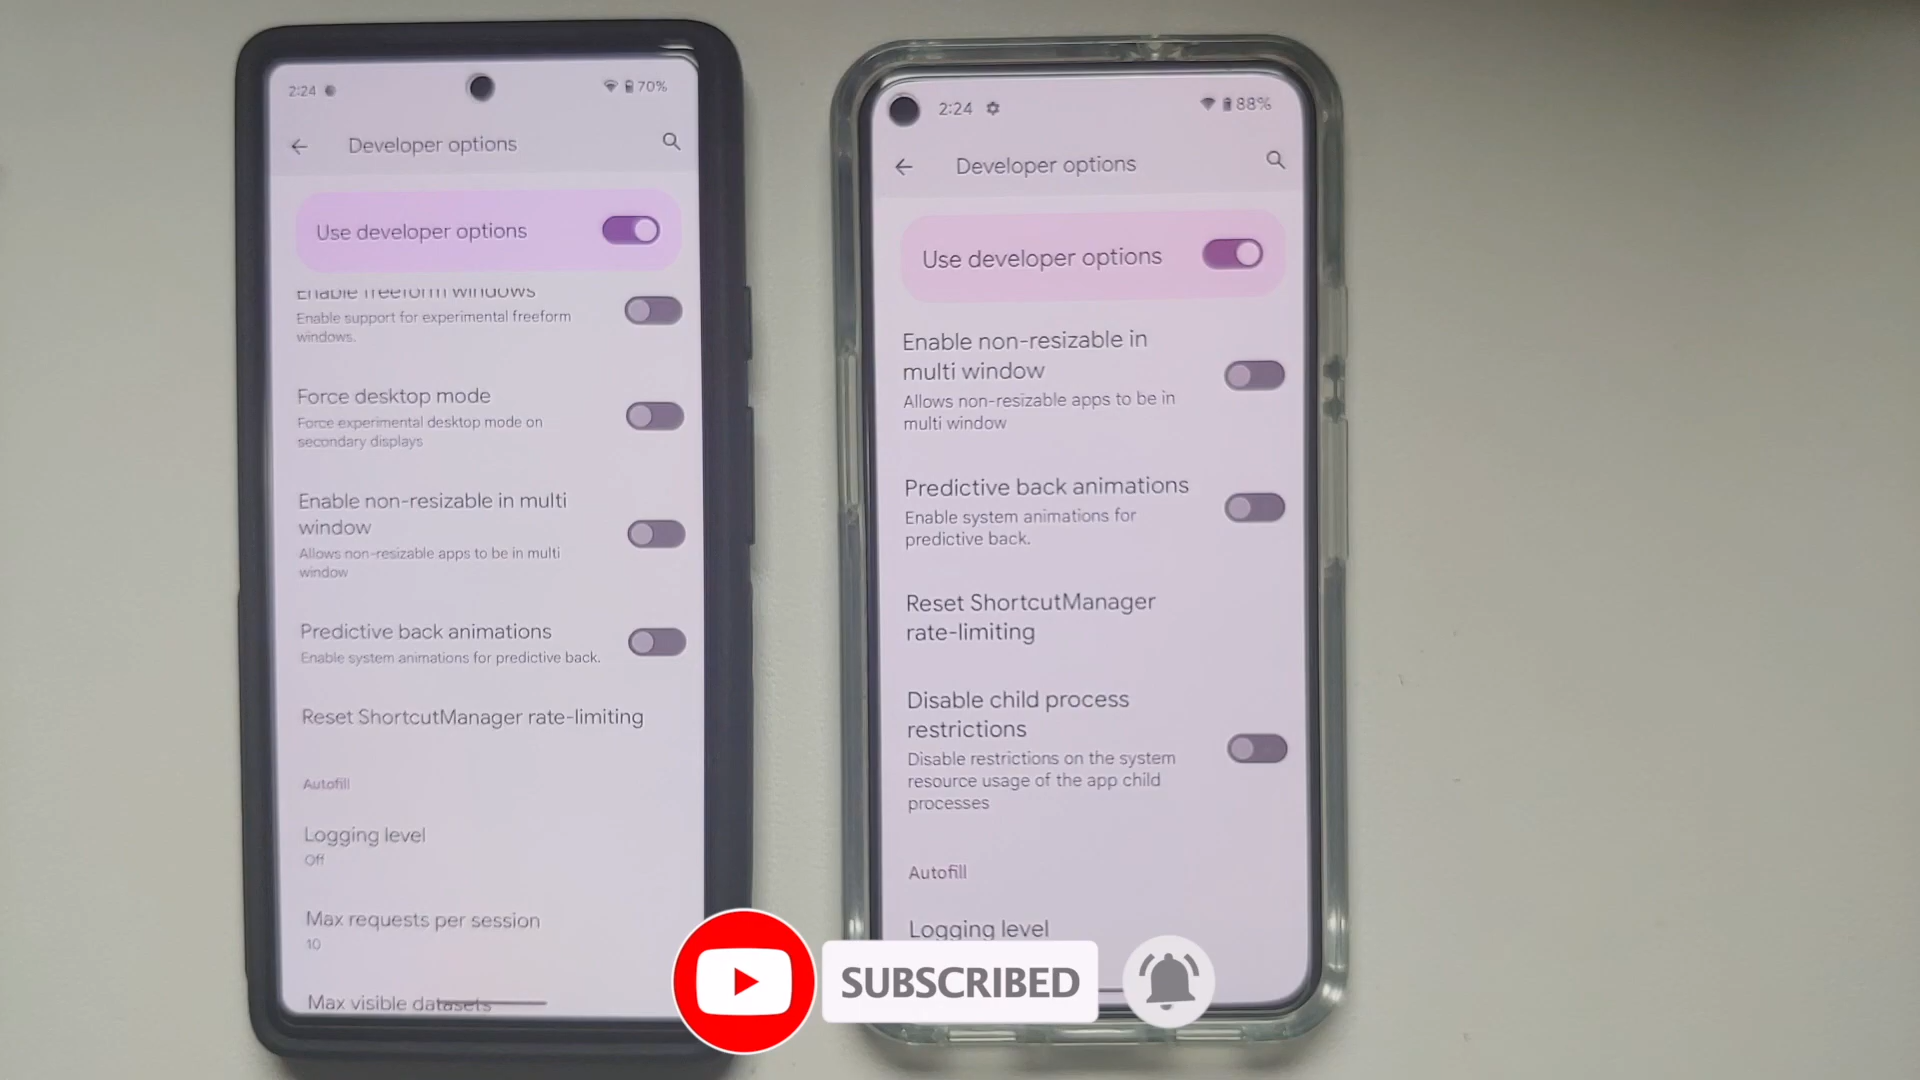 2:24
70%
Developer options
Use developer options
Enable freeform windows
Enable support for experimental freeform
windows.
Force desktop mode
Force experimental desktop mode on
secondary displays
Enable non-resizable in multi
window
Allows non-resizable apps to be in multi
window
Predictive back animations
Enable system animations for predictive back.
Reset ShortcutManager rate-limiting
Autofill
Logging level
Off
Max requests per session
10
Max visible datasets
2:24
88%
Developer options
Use developer options
Enable non-resizable in
multi window
Allows non-resizable apps to be in
multi window
Predictive back animations
Enable system animations for
predictive back.
Reset ShortcutManager
rate-limiting
Disable child process
restrictions
Disable restrictions on the system
resource usage of the app child
processes
Autofill
Logging level
SUBSCRIBED